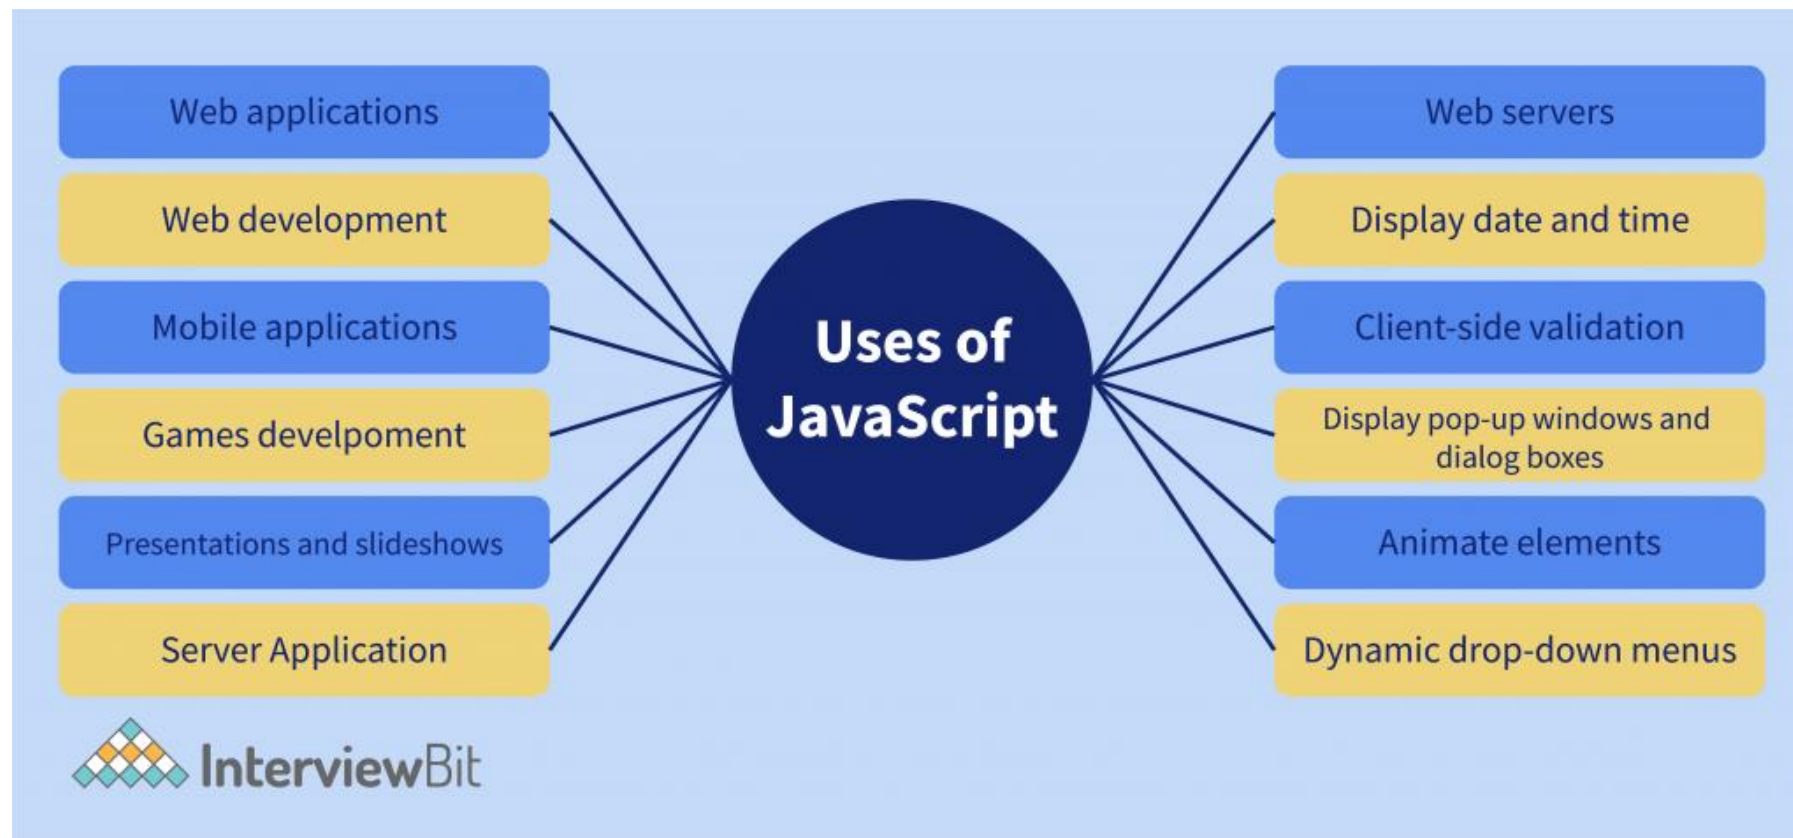 Web applications
Web development
Mobile applications
Games develpoment
Presentations and slideshows
Server Application
Uses of
JavaScript
Web servers
Display date and time
Client-side validation
Display pop-up windows and
dialog boxes
Animate elements
Dynamic drop-down menus
InterviewBit